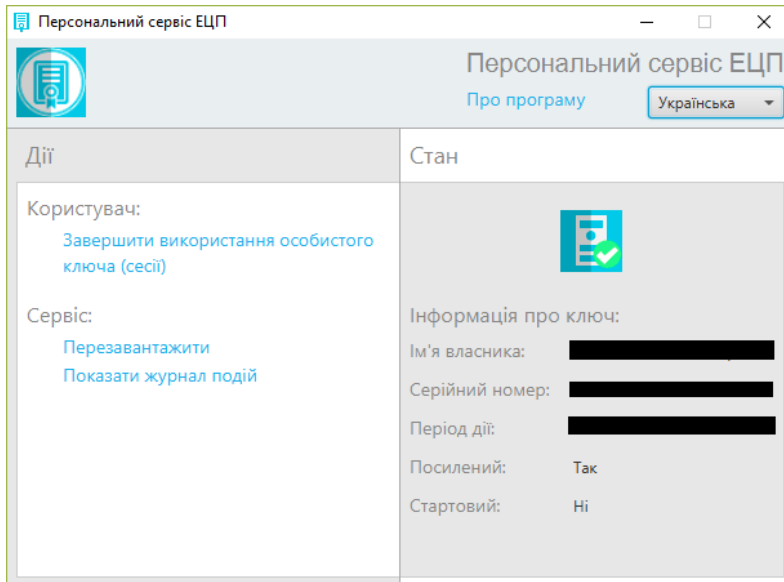 Персональний сервіс ЕЦП
Персональний сервіс ЕЦП
Про програму
Українська
Дії
Стан
Користувач:
Завершити використання особистого
ключа (сесії)
Сервіс:
Перезавантажити
Показати журнал подій
Інформація про ключ:
Ім'я власника:
Серійний номер:
Період дії:
Посилений: Так
Стартовий: Ні